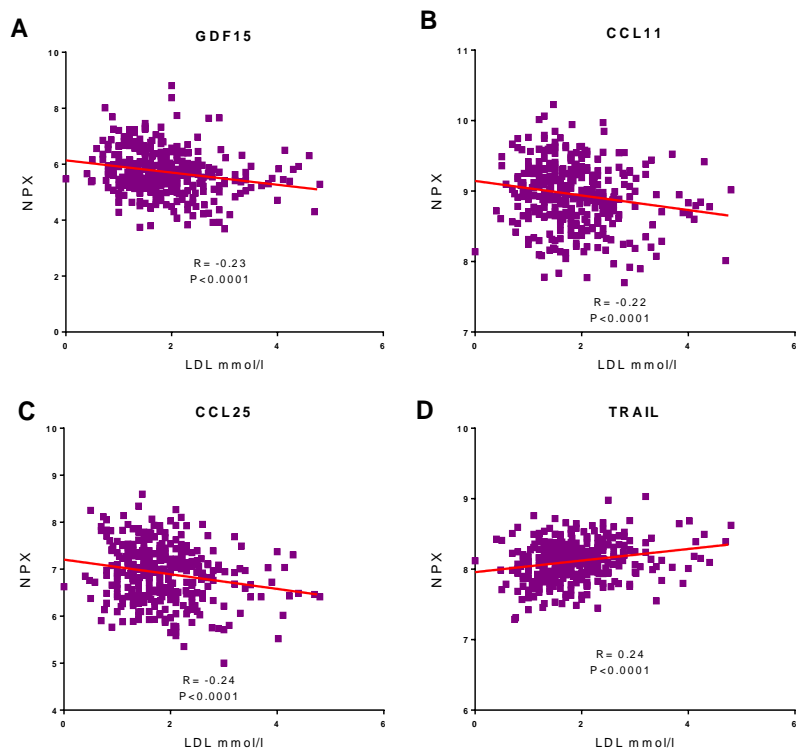 A
GDF15
10
8
6
4
2
0
NPX
R= -0.23
P<0.0001
0 2 4 6
LDL mmol/l
B
CCL11
11
10
9
8
7
NPX
R= -0.22
P<0.0001
0 2 4 6
LDL mmol/l
C
CCL25
10
9
8
7
6
5
4
NPX
R= -0.24
P<0.0001
0 2 4 6
LDL mmol/l
D
TRAIL
10
9
8
7
6
NPX
R= 0.24
P<0.0001
0 2 4 6
LDL mmol/l